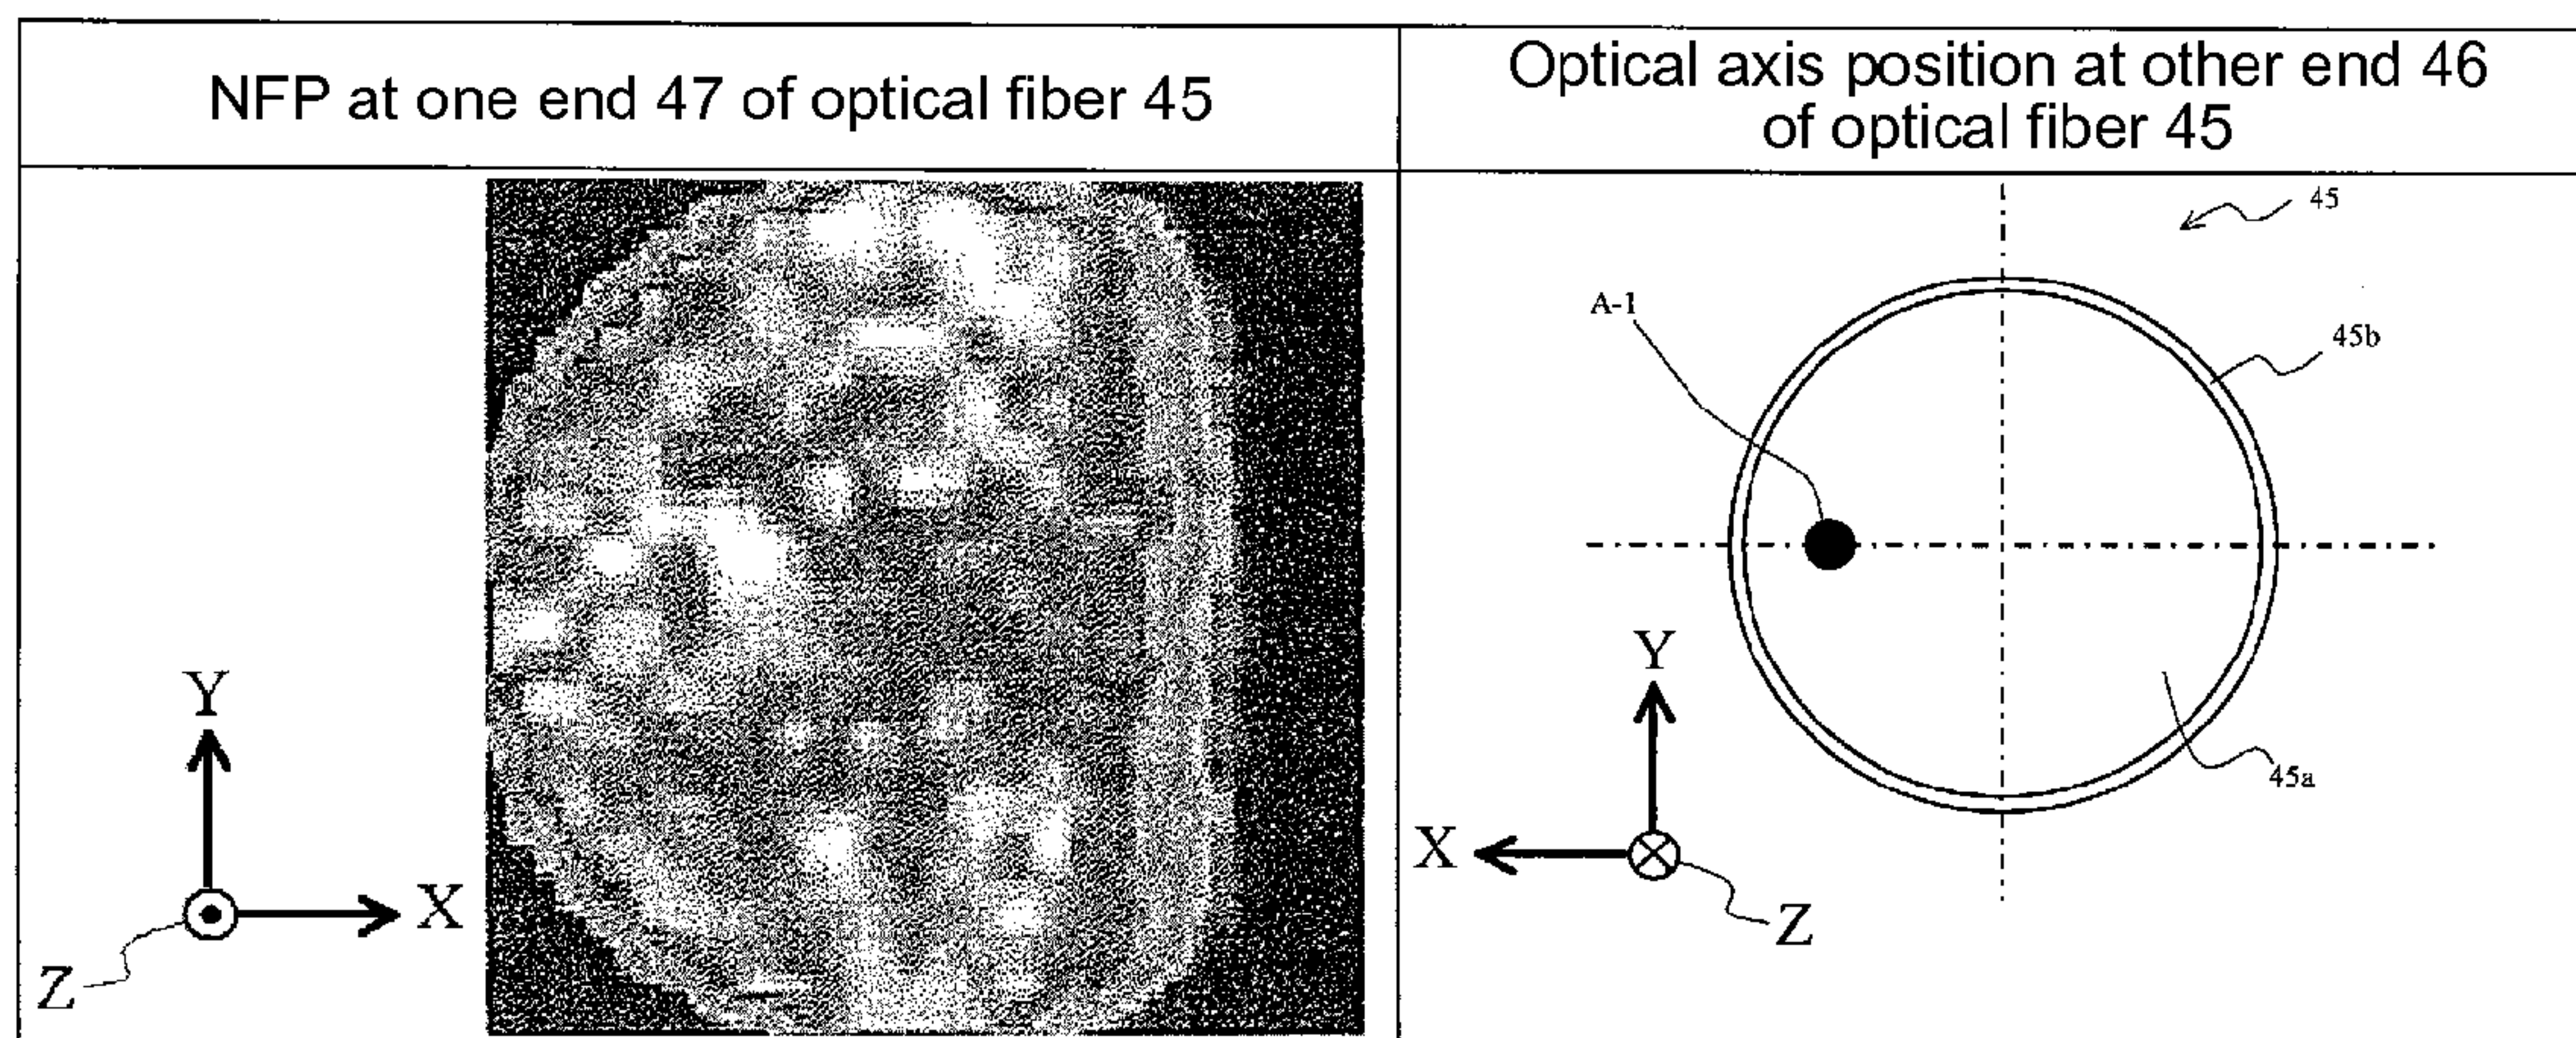 NFP at one end 47 of optical fiber 45
Optical axis position at other end 46
of optical fiber 45
Y
X
Z
45
A-1
45b
Y
45a
X
Z